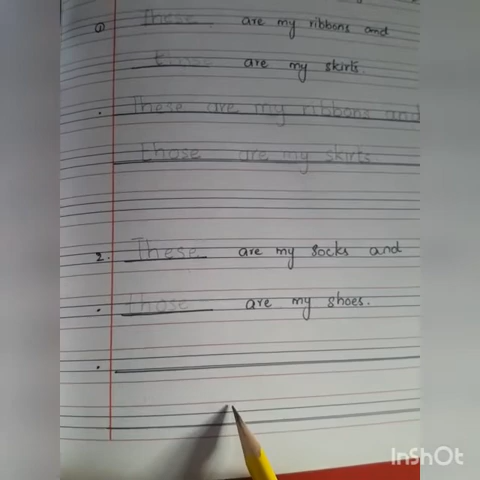 ① These are my ribbons and
those are my skirts.
. These are my ribbons and
those are my skirts.
2. These are my socks and
. those are my shoes.
.
InShOt